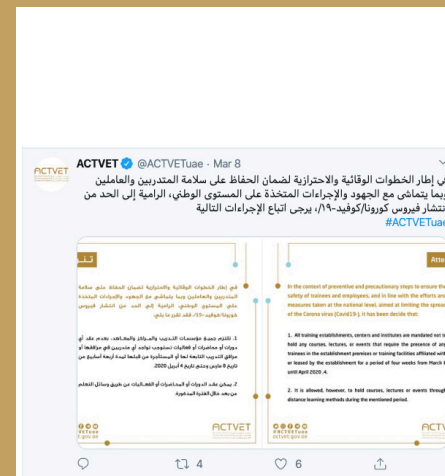 ACTVET @ACTVETuae · Mar 8
في إطار الخطوات الوقائية والاحترازية لضمان الحفاظ على سلامة المتدربين والعاملين
وبما يتماشى مع الجهود والإجراءات المتخذة على المستوى الوطني، الرامية إلى الحد من
انتشار فيروس كورونا/كوفيد-١٩/، يرجى اتباع الإجراءات التالية
#ACTVETuae
في إطار الخطوات الوقائية والاحترازية لضمان الحفاظ على سلامة
المتدربين والعاملين وبما يتماشى مع الجهود والإجراءات المتخذة
على المستوى الوطني، الرامية إلى الحد من انتشار فيروس
كورونا/كوفيد-١٩/، فقد تقرر ما يلي:
1. تلتزم جميع مؤسسات التدريب والمراكز والمعاهد، بعدم عقد أي
دورات أو محاضرات أو فعاليات تستوجب تواجد أي متدربين في مرافقها أو
مرافق التدريب التابعة لها أو المستأجرة من قبلها لمدة أربعة أسابيع من
تاريخ 8 مارس وحتى تاريخ 4 أبريل 2020.
2. يمكن عقد الدورات أو المحاضرات أو الفعاليات عن طريق وسائل التعلم
من بعد خلال الفترة المذكورة.
ACTVET
Atte
In the context of preventive and precautionary steps to ensure the
safety of trainees and employees, and in line with the efforts and
measures taken at the national level, aimed at limiting the spread
of the Corona virus (Covid19 ), it has been decide that:
1. All training establishments, centers and institutes are mandated not to
hold any courses, lectures, or events that require the presence of any
trainees in the establishment premises or training facilities affiliated with
or leased by the establishment for a period of four weeks from March
until April 2020 .4.
2. It is allowed, however, to hold courses, lectures or events through
distance learning methods during the mentioned period.
ACTV
4
6